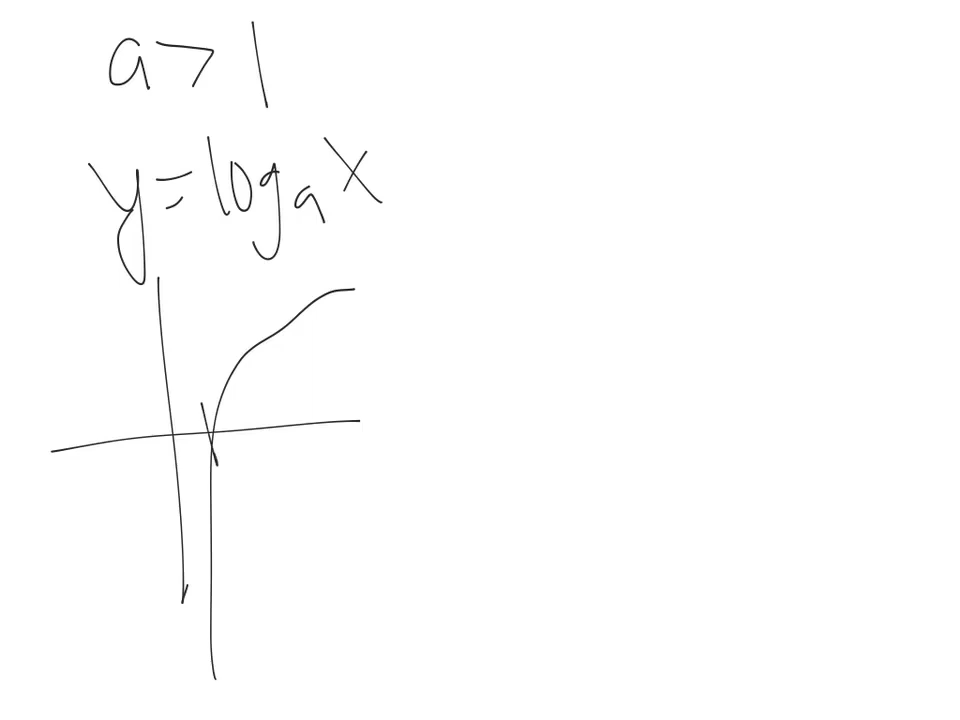 a > 1
y = logₐ x